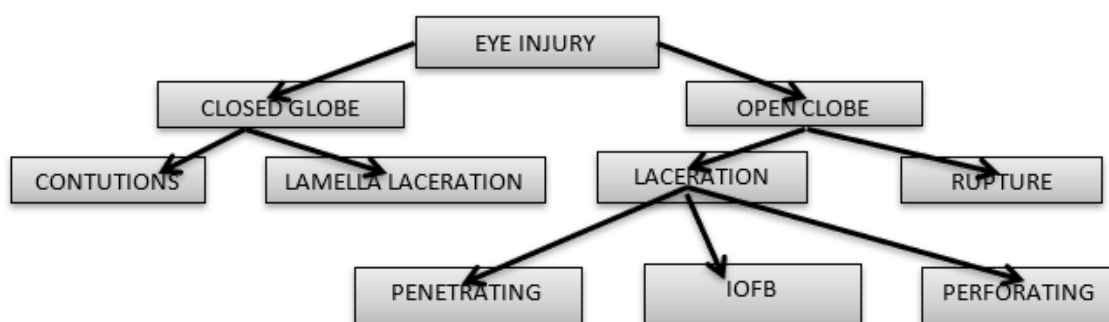 EYE INJURY
CLOSED GLOBE
OPEN CLOBE
CONTUTIONS
LAMELLA LACERATION
LACERATION
RUPTURE
PENETRATING
IOFB
PERFORATING